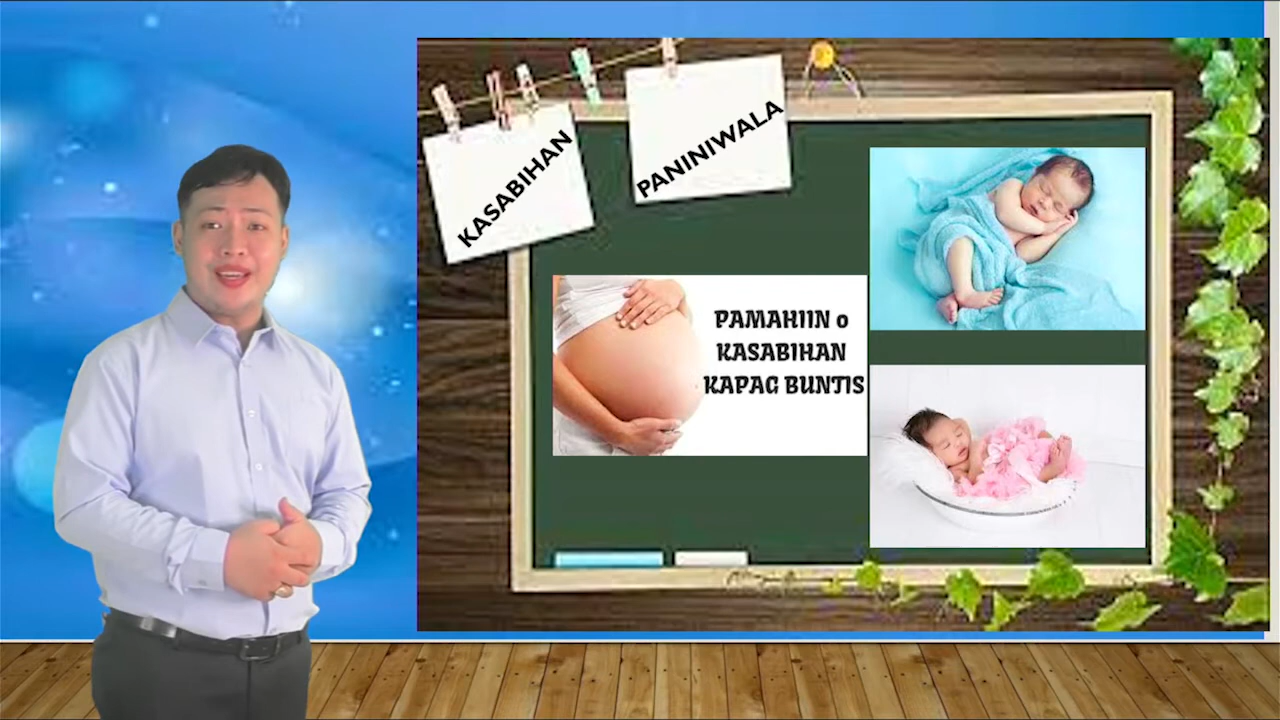 KASABIHAN
PANINIWALA
PAMAHIIN o
KASABIHAN
KAPAG BUNTIS